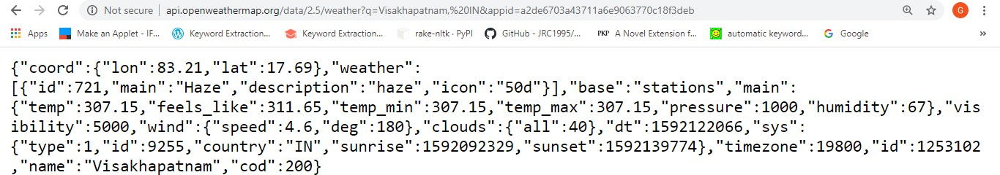 Not secure | api.openweathermap.org/data/2.5/weather?q=Visakhapatnam,%20IN&appid=a2de6703a43711a6e9063770c18f3deb
G
Apps Make an Applet - IF... Keyword Extraction... Keyword Extraction... rake-nltk · PyPI GitHub - JRC1995/... PKP A Novel Extension f... automatic keyword... G Google »
{"coord":{"lon":83.21,"lat":17.69},"weather":
[{"id":721,"main":"Haze","description":"haze","icon":"50d"}],"base":"stations","main":
{"temp":307.15,"feels_like":311.65,"temp_min":307.15,"temp_max":307.15,"pressure":1000,"humidity":67},"vis
ibility":5000,"wind":{"speed":4.6,"deg":180},"clouds":{"all":40},"dt":1592122066,"sys":
{"type":1,"id":9255,"country":"IN","sunrise":1592092329,"sunset":1592139774},"timezone":19800,"id":1253102
,"name":"Visakhapatnam","cod":200}